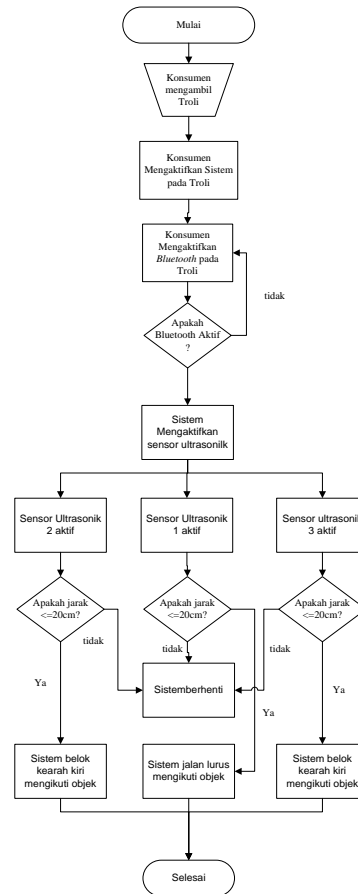 Mulai
Konsumen
mengambil
Troli
Konsumen
Mengaktifkan Sistem
pada Troli
Konsumen
Mengaktifkan
Bluetooth pada
Troli
tidak
Apakah
Bluetooth Aktif
?
Sistem
Mengaktifkan
sensor ultrasonilk
Sensor Ultrasonik
2 aktif
Sensor Ultrasonik
1 aktif
Sensor ultrasonik
3 aktif
Apakah jarak
<=20cm?
Apakah jarak
<=20cm?
Apakah jarak
<=20cm?
tidak
tidak
tidak
Sistemberhenti
Ya
Ya
Ya
Sistem belok
kearah kiri
mengikuti objek
Sistem jalan lurus
mengikuti objek
Sistem belok
kearah kiri
mengikuti objek
Selesai